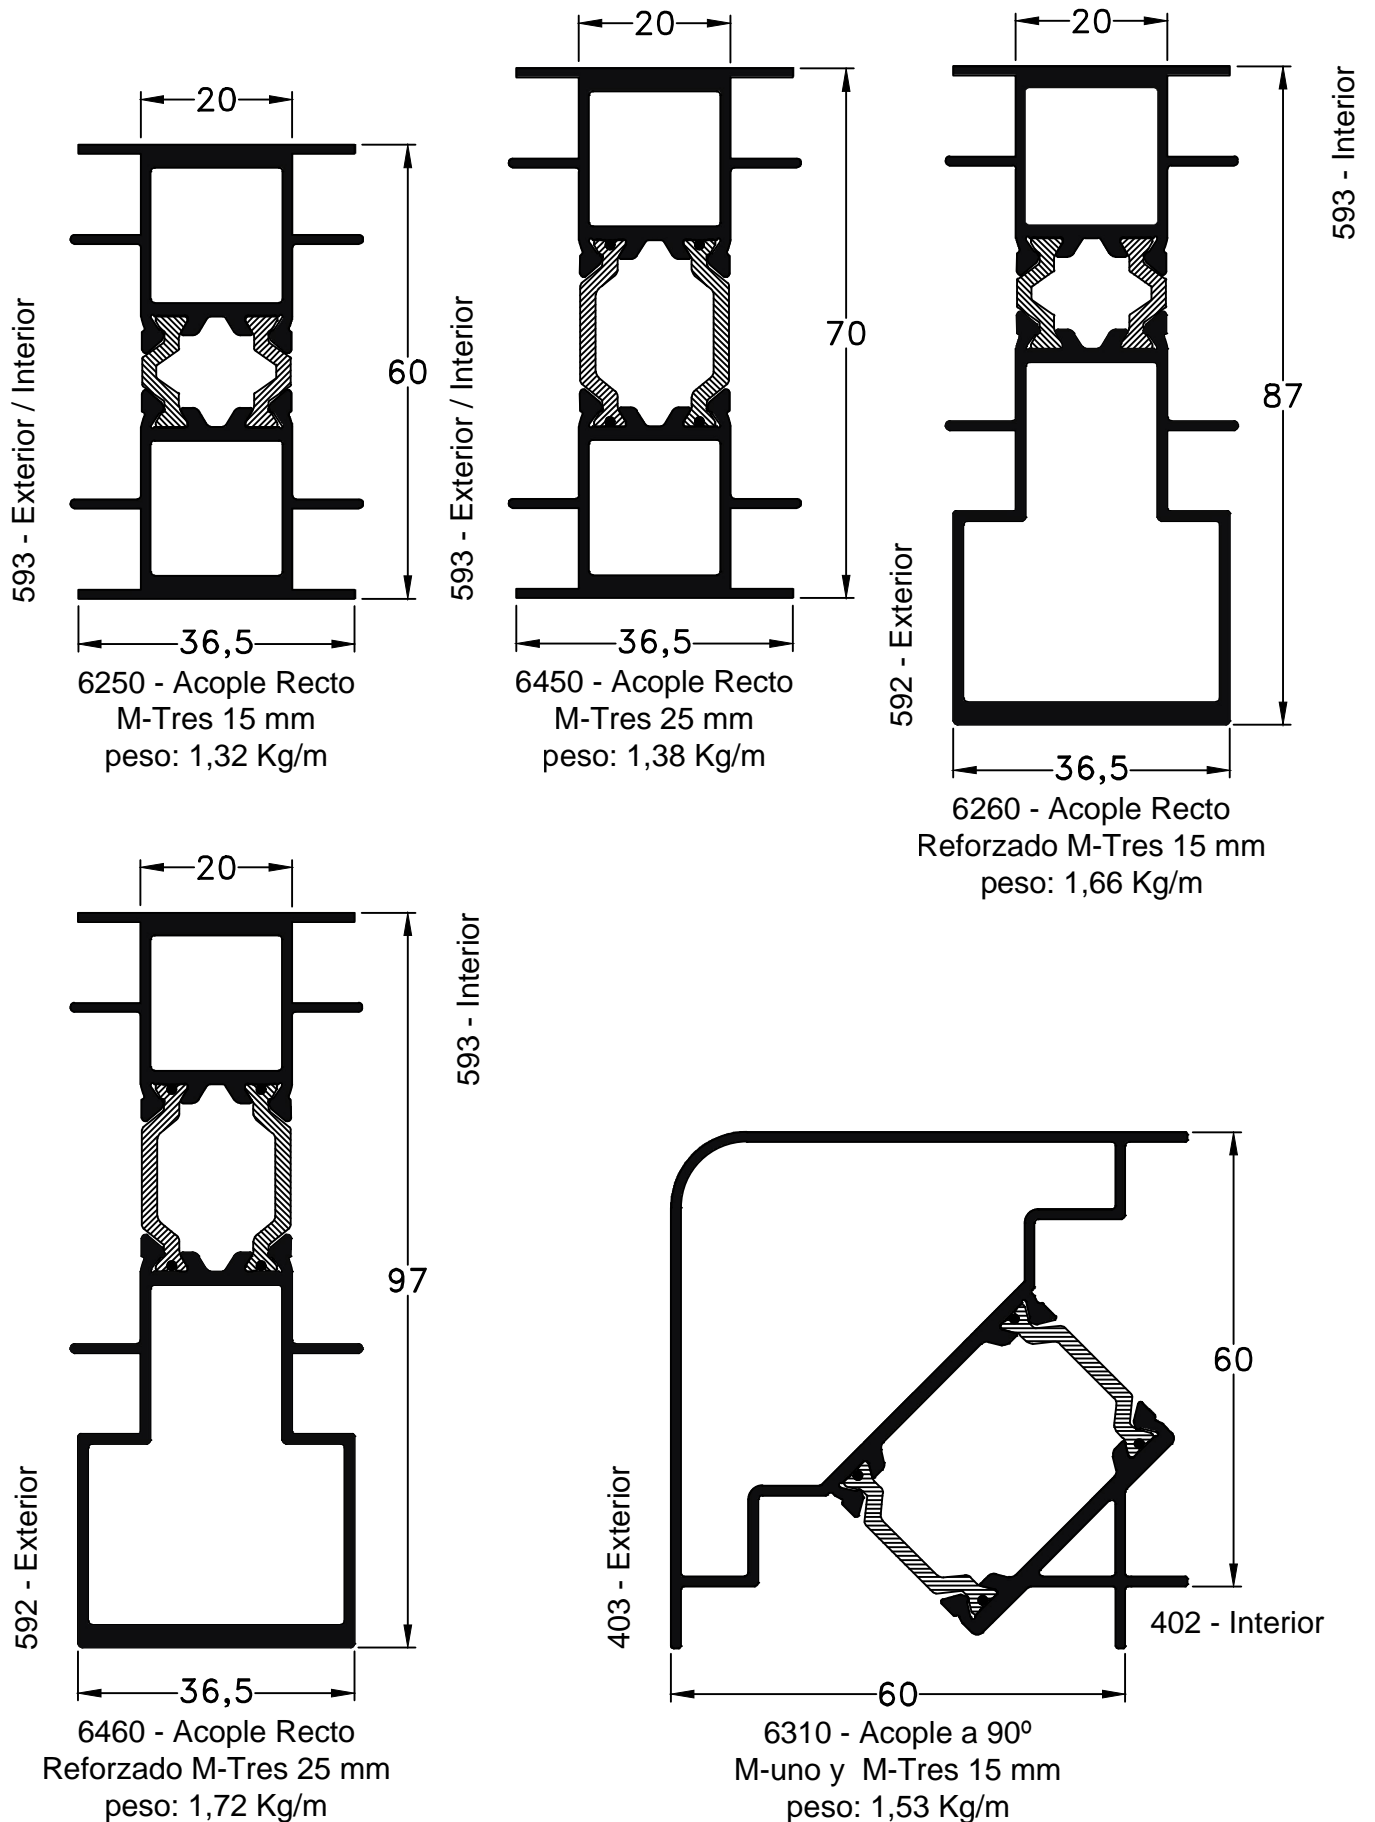 20
60
593 - Exterior / Interior
36,5
6250 - Acople Recto
M-Tres 15 mm
peso: 1,32 Kg/m
20
70
593 - Exterior / Interior
36,5
6450 - Acople Recto
M-Tres 25 mm
peso: 1,38 Kg/m
20
593 - Interior
87
592 - Exterior
36,5
6260 - Acople Recto
Reforzado M-Tres 15 mm
peso: 1,66 Kg/m
20
593 - Interior
97
592 - Exterior
36,5
6460 - Acople Recto
Reforzado M-Tres 25 mm
peso: 1,72 Kg/m
60
403 - Exterior
402 - Interior
60
6310 - Acople a 90º
M-uno y  M-Tres 15 mm
peso: 1,53 Kg/m